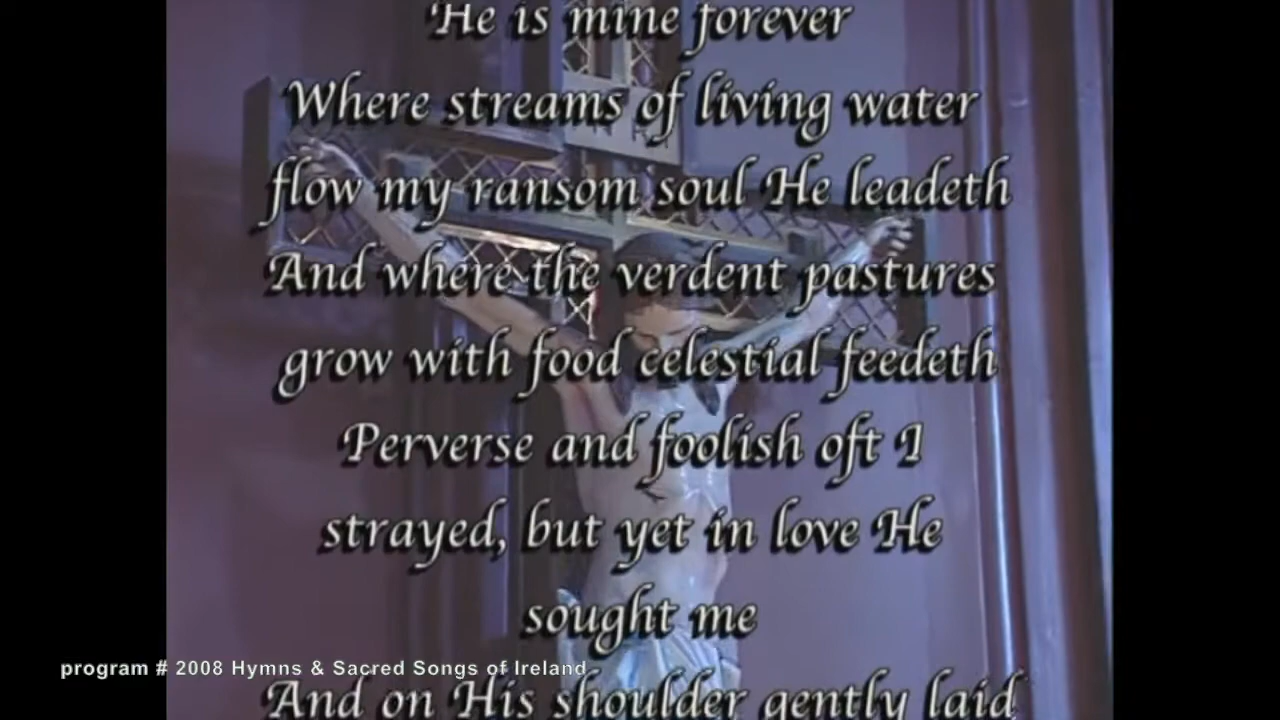 He is mine forever
Where streams of living water
flow my ransom soul He leadeth
And where the verdent pastures
grow with food celestial feedeth
Perverse and foolish oft I
strayed, but yet in love He
sought me
program # 2008 Hymns & Sacred Songs of Ireland
And on His shoulder gently laid